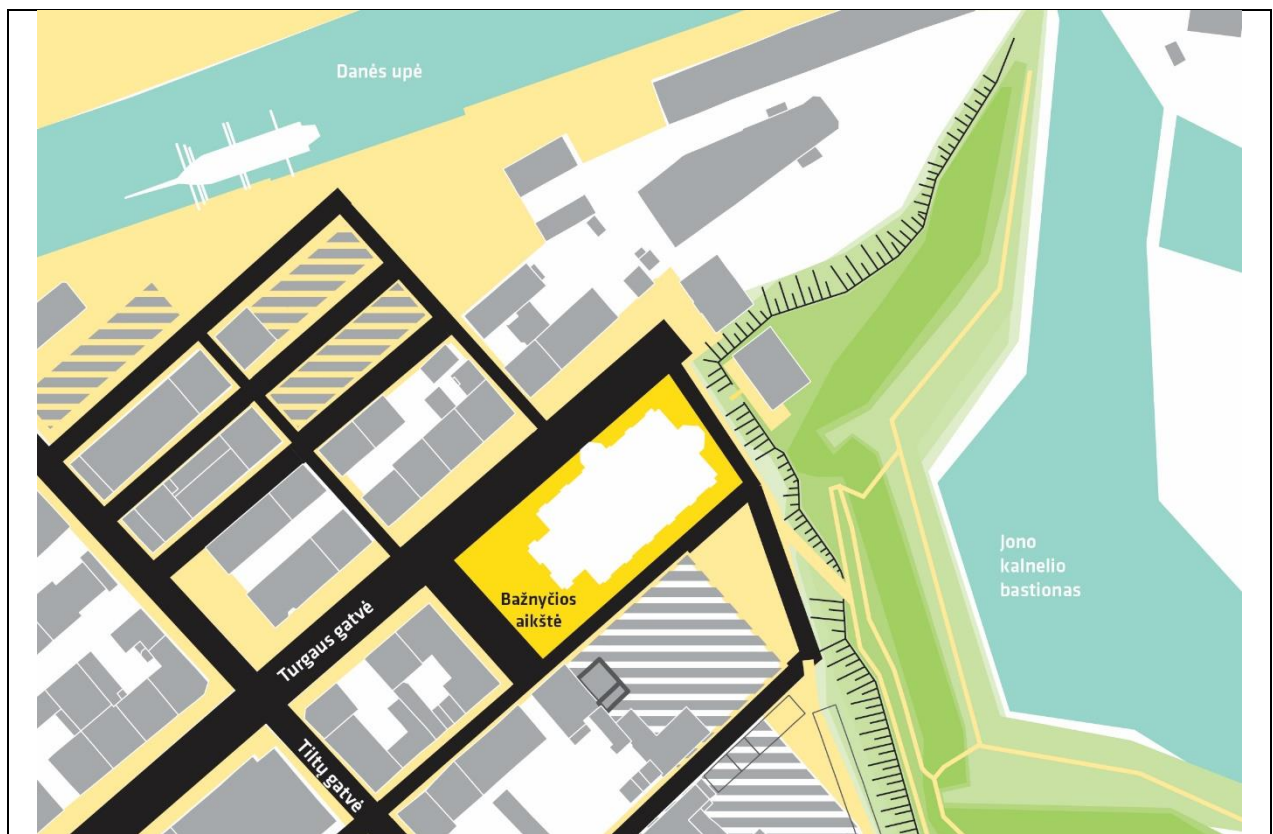 Danės upė
Jono
kalnelio
bastionas
Bažnyčios
aikštė
Turgaus gatvė
Tiltų gatvė